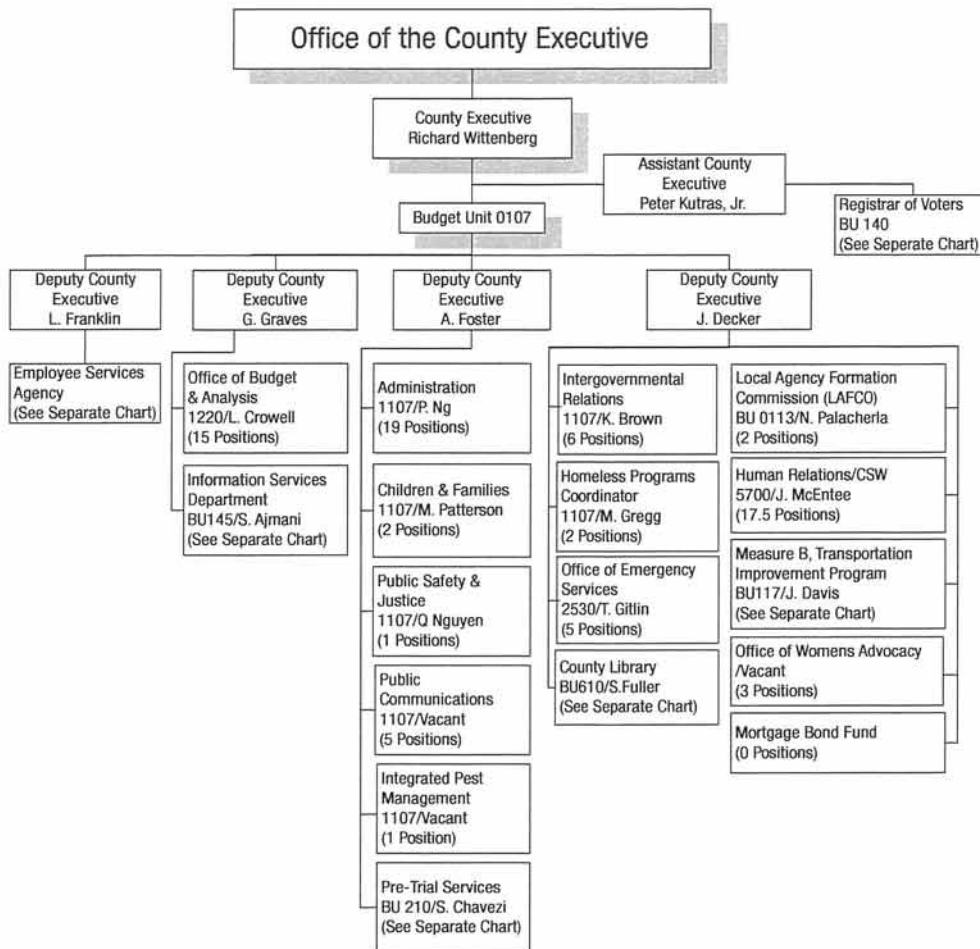 Office of the County Executive
County Executive
Richard Wittenberg
Assistant County
Executive
Peter Kutras, Jr.
Registrar of Voters
BU 140
(See Seperate Chart)
Budget Unit 0107
Deputy County
Executive
L. Franklin
Deputy County
Executive
G. Graves
Deputy County
Executive
A. Foster
Deputy County
Executive
J. Decker
Employee Services
Agency
(See Separate Chart)
Office of Budget
& Analysis
1220/L. Crowell
(15 Positions)
Information Services
Department
BU145/S. Ajmani
(See Separate Chart)
Administration
1107/P. Ng
(19 Positions)
Children & Families
1107/M. Patterson
(2 Positions)
Public Safety &
Justice
1107/Q Nguyen
(1 Positions)
Public
Communications
1107/Vacant
(5 Positions)
Integrated Pest
Management
1107/Vacant
(1 Position)
Pre-Trial Services
BU 210/S. Chavezi
(See Separate Chart)
Intergovernmental
Relations
1107/K. Brown
(6 Positions)
Homeless Programs
Coordinator
1107/M. Gregg
(2 Positions)
Office of Emergency
Services
2530/T. Gitlin
(5 Positions)
County Library
BU610/S.Fuller
(See Separate Chart)
Local Agency Formation
Commission (LAFCO)
BU 0113/N. Palacherla
(2 Positions)
Human Relations/CSW
5700/J. McEntee
(17.5 Positions)
Measure B, Transportation
Improvement Program
BU117/J. Davis
(See Separate Chart)
Office of Womens Advocacy
/Vacant
(3 Positions)
Mortgage Bond Fund
(0 Positions)